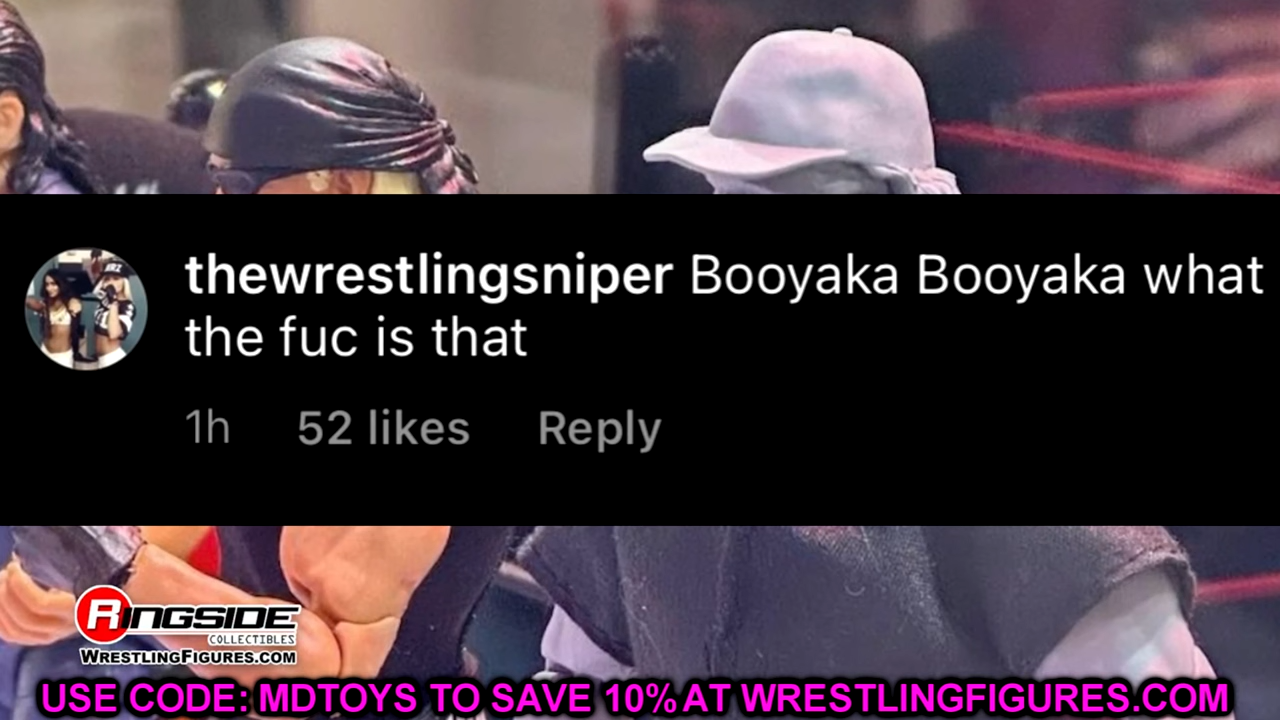 thewrestlingsniper Booyaka Booyaka what
the fuc is that
1h 52 likes Reply
RINGSIDE
COLLECTIBLES
WRESTLINGFIGURES.COM
USE CODE: MDTOYS TO SAVE 10% AT WRESTLINGFIGURES.COM